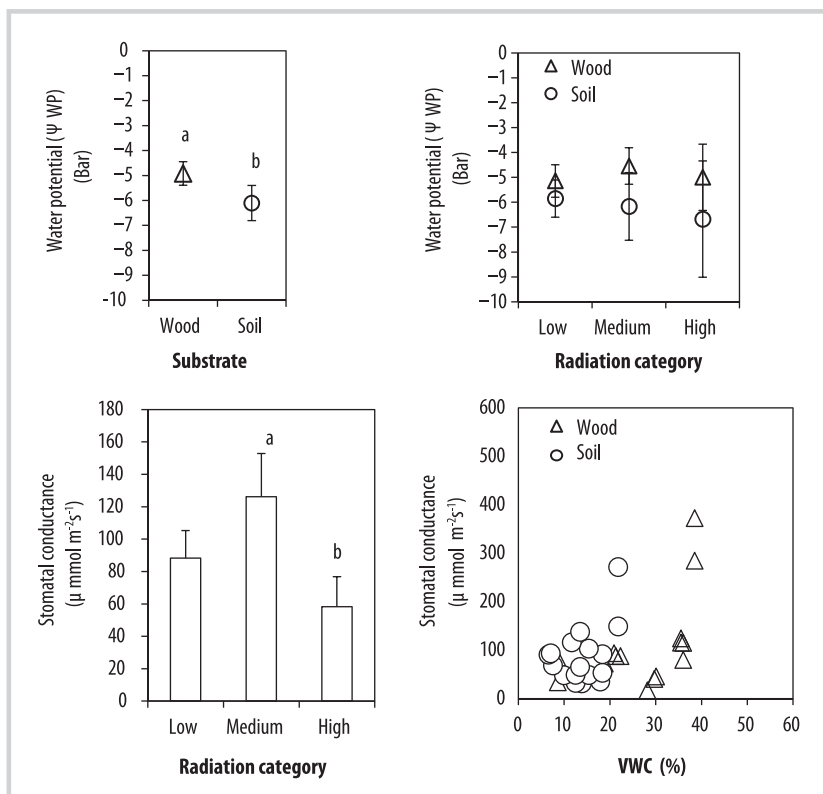 0
−1
−2
−3
−4
−5
−6
−7
−8
−9
-10
Water potential (Ψ WP)
(Bar)
a
b
Wood
Soil
Substrate
0
−1
−2
−3
−4
−5
−6
−7
−8
−9
−10
Water potential (Ψ WP)
(Bar)
Wood
Soil
Low
Medium
High
Radiation category
180
160
140
120
100
80
60
40
20
0
Stomatal conductance
(µ mmol m-2s-1)
a
b
Low
Medium
High
Radiation category
600
500
400
300
200
100
0
Stomatal conductance
(µ mmol m-2s-1)
Wood
Soil
0 10 20 30 40 50 60
VWC (%)